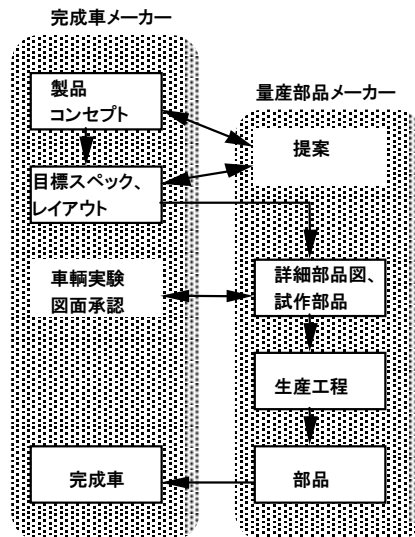 完成車メーカー
製品
コンセプト
目標スペック、
レイアウト
車輌実験
図面承認
完成車
量産部品メーカー
提案
詳細部品図、
試作部品
生産工程
部品